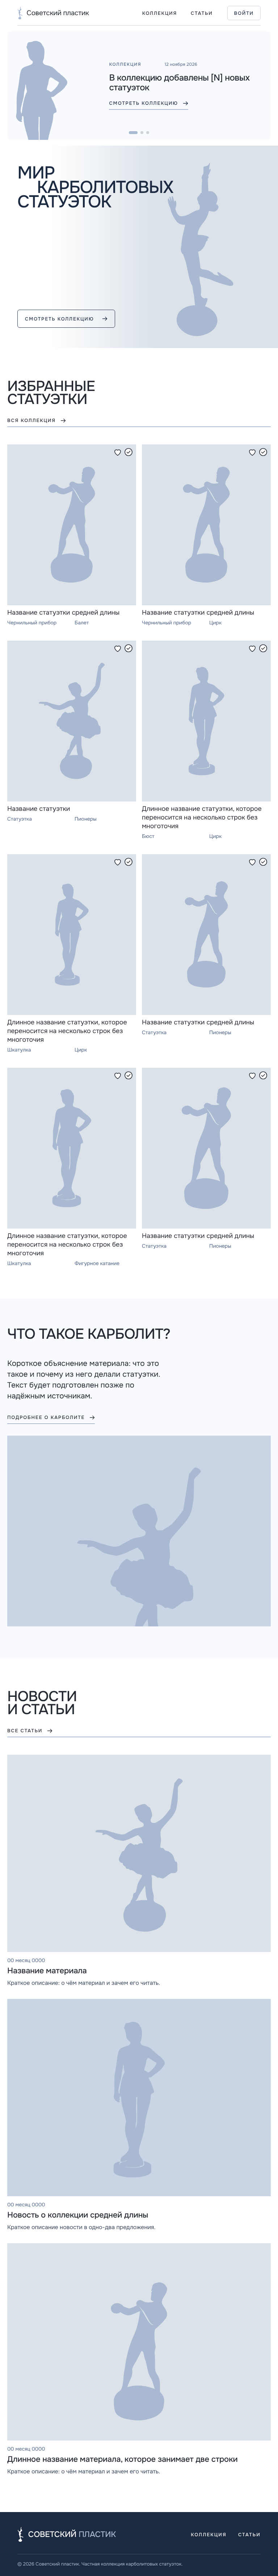 Советский пластик
КОЛЛЕКЦИЯ
СТАТЬИ
ВОЙТИ
КОЛЛЕКЦИЯ
12 ноября 2026
В коллекцию добавлены [N] новых
статуэток
СМОТРЕТЬ КОЛЛЕКЦИЮ
МИР
КАРБОЛИТОВЫХ
СТАТУЭТОК
СМОТРЕТЬ КОЛЛЕКЦИЮ
ИЗБРАННЫЕ
СТАТУЭТКИ
ВСЯ КОЛЛЕКЦИЯ
Название статуэтки средней длины
Чернильный прибор
Балет
Название статуэтки средней длины
Чернильный прибор
Цирк
Название статуэтки
Статуэтка
Пионеры
Длинное название статуэтки, которое
переносится на несколько строк без
многоточия
Бюст
Цирк
Длинное название статуэтки, которое
переносится на несколько строк без
многоточия
Шкатулка
Цирк
Название статуэтки средней длины
Статуэтка
Пионеры
Длинное название статуэтки, которое
переносится на несколько строк без
многоточия
Шкатулка
Фигурное катание
Название статуэтки средней длины
Статуэтка
Пионеры
ЧТО ТАКОЕ КАРБОЛИТ?
Короткое объяснение материала: что это
такое и почему из него делали статуэтки.
Текст будет подготовлен позже по
надёжным источникам.
ПОДРОБНЕЕ О КАРБОЛИТЕ
НОВОСТИ
И СТАТЬИ
ВСЕ СТАТЬИ
00 месяц 0000
Название материала
Краткое описание: о чём материал и зачем его читать.
00 месяц 0000
Новость о коллекции средней длины
Краткое описание новости в одно-два предложения.
00 месяц 0000
Длинное название материала, которое занимает две строки
Краткое описание: о чём материал и зачем его читать.
СОВЕТСКИЙ ПЛАСТИК
КОЛЛЕКЦИЯ
СТАТЬИ
© 2026 Советский пластик. Частная коллекция карболитовых статуэток.